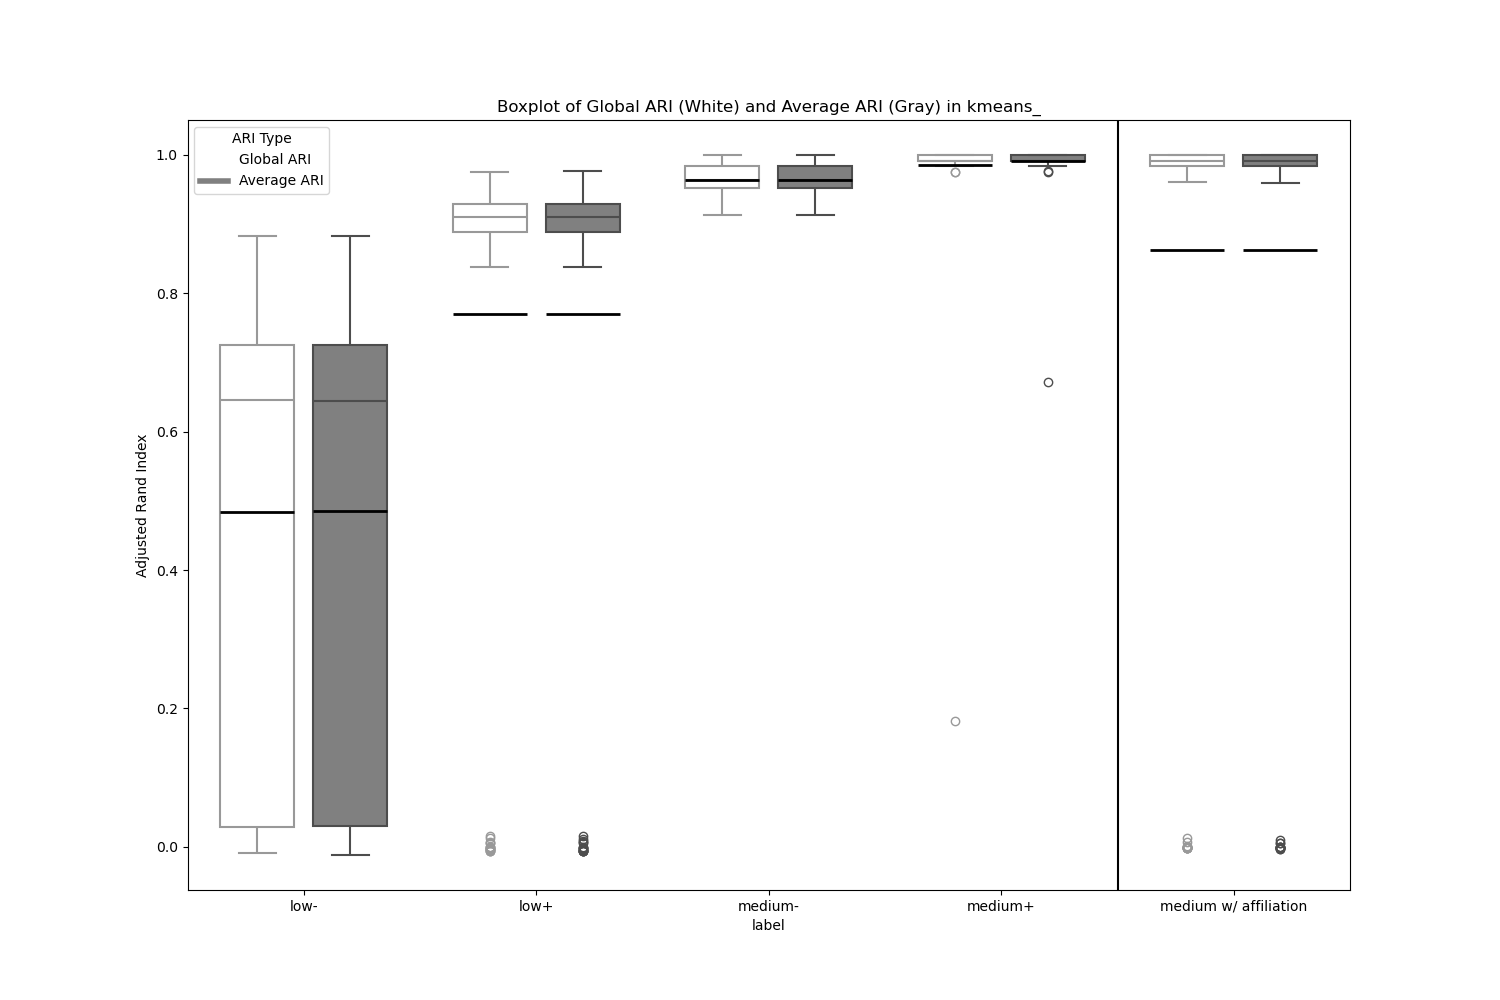 Boxplot of Global ARI (White) and Average ARI (Gray) in kmeans_
ARI Type
Global ARI
Average ARI
Adjusted Rand Index
1.0
0.8
0.6
0.4
0.2
0.0
low-
low+
medium-
medium+
medium w/ affiliation
label